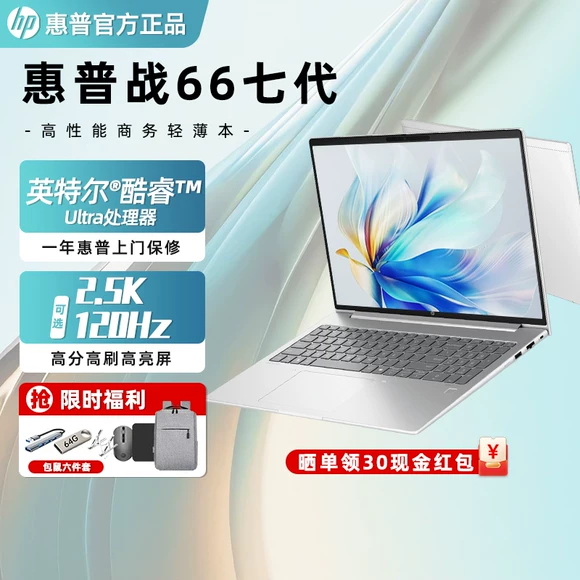 hp 惠普官方正品
惠普战66七代
-高性能商务轻薄本-
英特尔®酷睿™
Ultra处理器
一年惠普上门保修
可选
2.5K
120Hz
高分高刷高亮屏
抢 限时福利
64G
包鼠六件套
晒单领30现金红包
¥